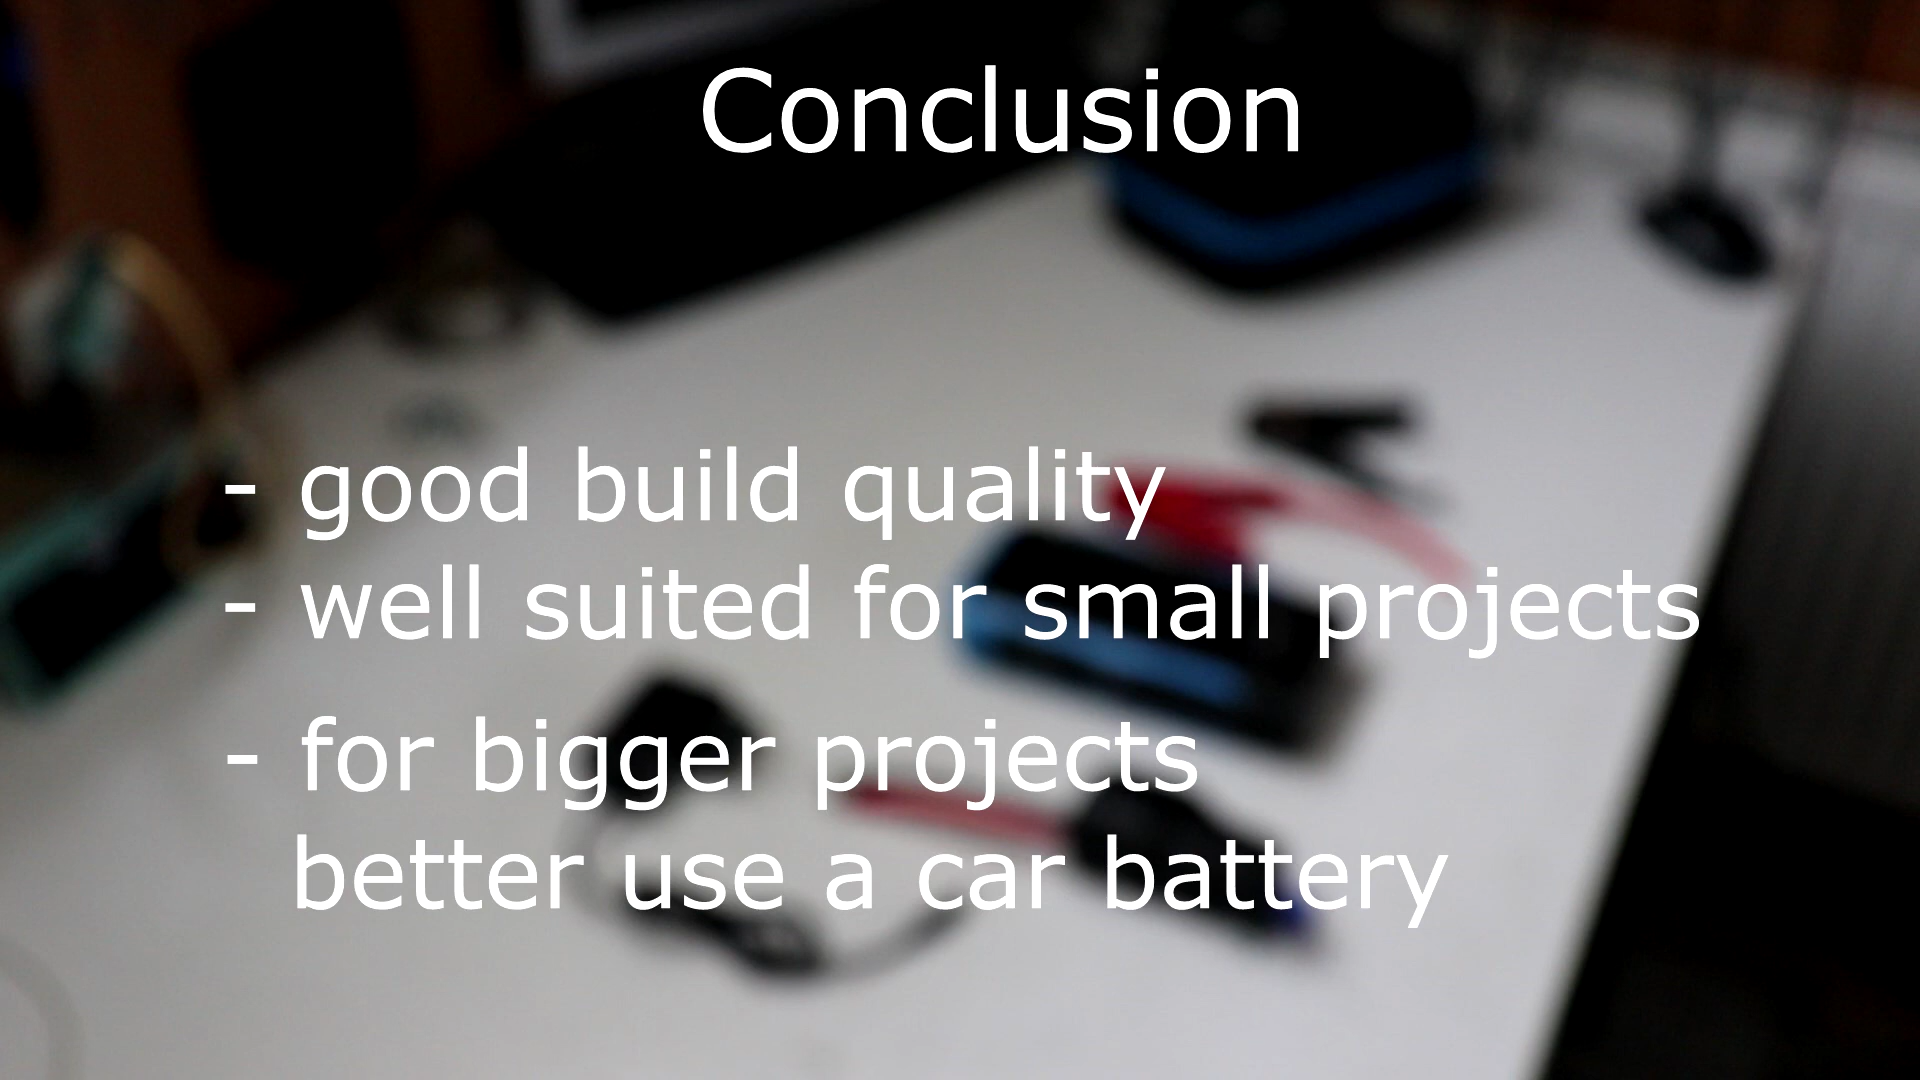 Conclusion
- good build quality
- well suited for small projects
- for bigger projects
better use a car battery